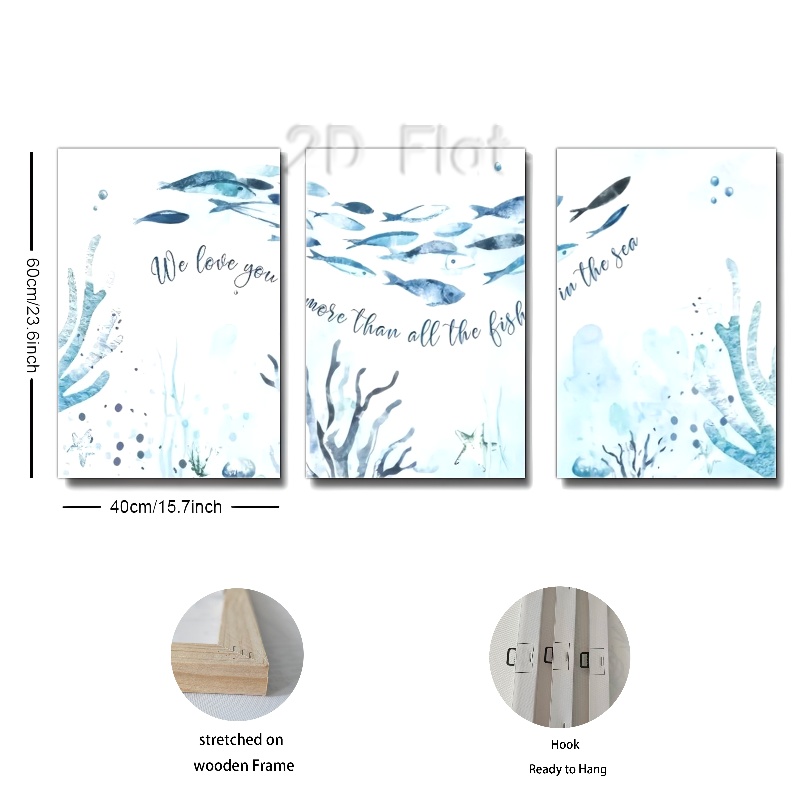 2D Flat
We love you more than all the fish in the sea
60cm/23.6inch
40cm/15.7inch
stretched on
wooden Frame
Hook
Ready to Hang